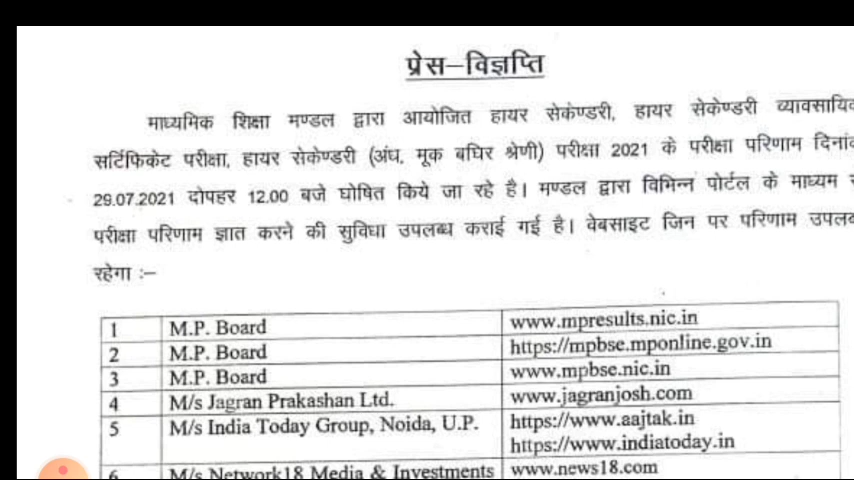 प्रेस–विज्ञप्ति
माध्यमिक शिक्षा मण्डल द्वारा आयोजित हायर सेकेण्डरी, हायर सेकेण्डरी
सर्टिफिकेट परीक्षा, हायर सेकेण्डरी (अंध, मूक बधिर श्रेणी) परीक्षा 2021 के परीक्षा परिणाम
29.07.2021 दोपहर 12.00 बजे घोषित किये जा रहे है। मण्डल द्वारा विभिन्न पोर्टल के माध्यम
परीक्षा परिणाम ज्ञात करने की सुविधा उपलब्ध कराई गई है। वेबसाइट जिन पर परिणाम
रहेगा :–
1 M.P. Board www.mpresults.nic.in
2 M.P. Board https://mpbse.mponline.gov.in
3 M.P. Board www.mpbse.nic.in
4 M/s Jagran Prakashan Ltd. www.jagranjosh.com
5 M/s India Today Group, Noida, U.P. https://www.aajtak.in
https://www.indiatoday.in
6 M/s Network18 Media & Investments www.news18.com